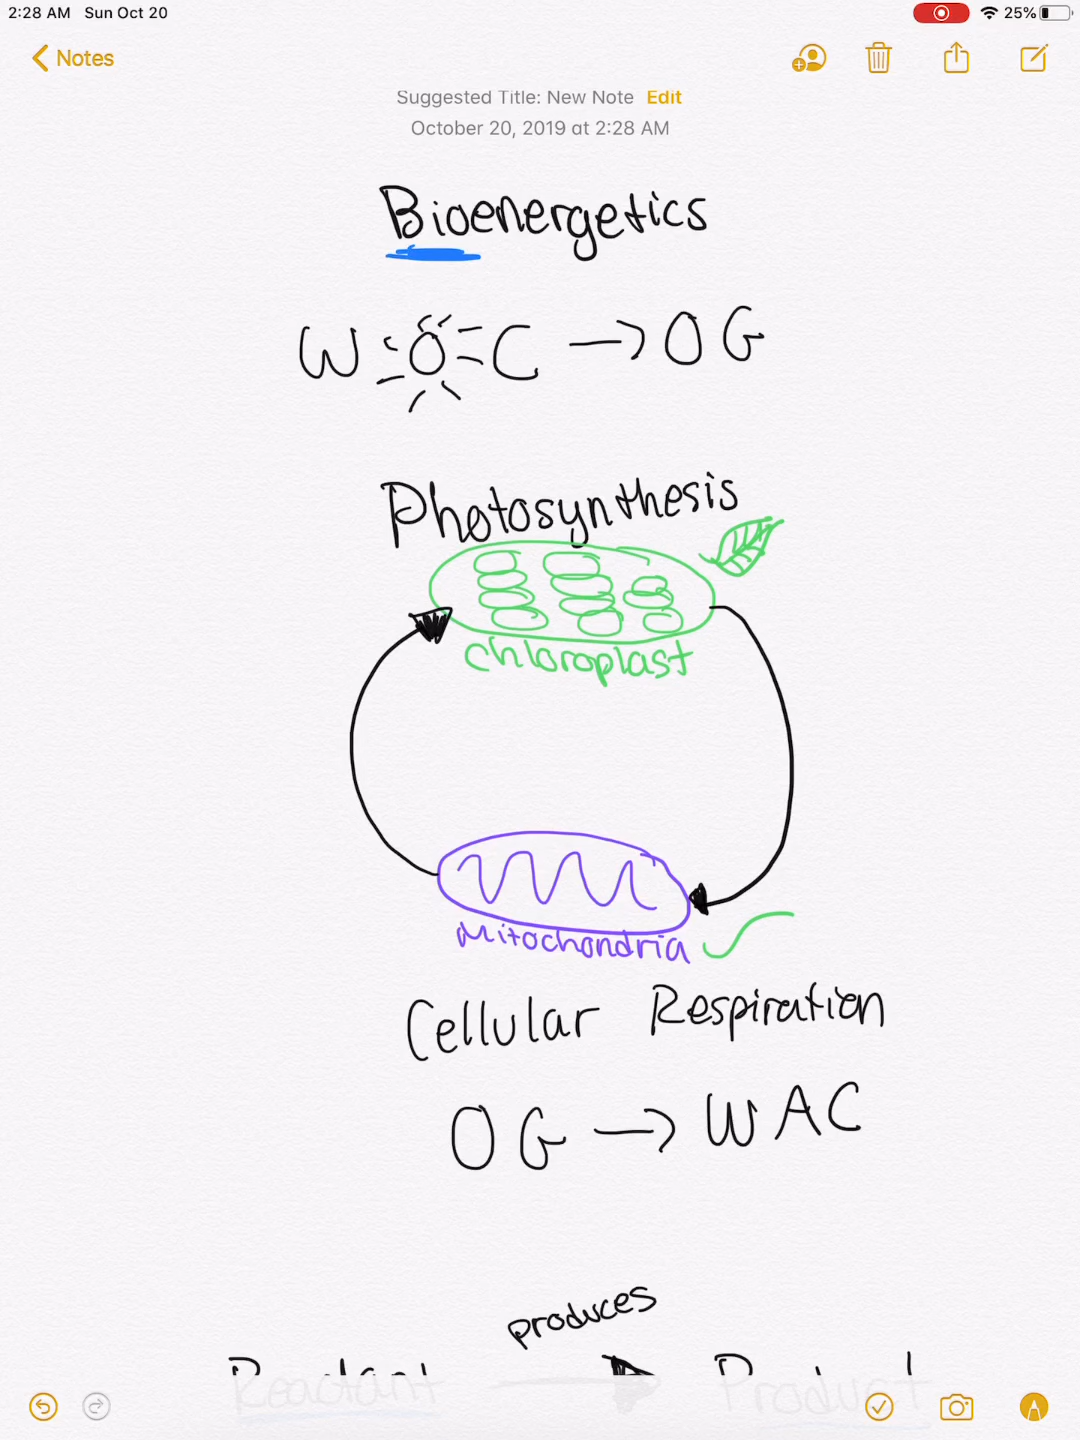 2:28 AM Sun Oct 20 25%
Notes
Suggested Title: New Note Edit
October 20, 2019 at 2:28 AM
Bioenergetics
W C → O G
Photosynthesis
chloroplast
mitochondria
Cellular Respiration
O G → W A C
produces
Reactant Product